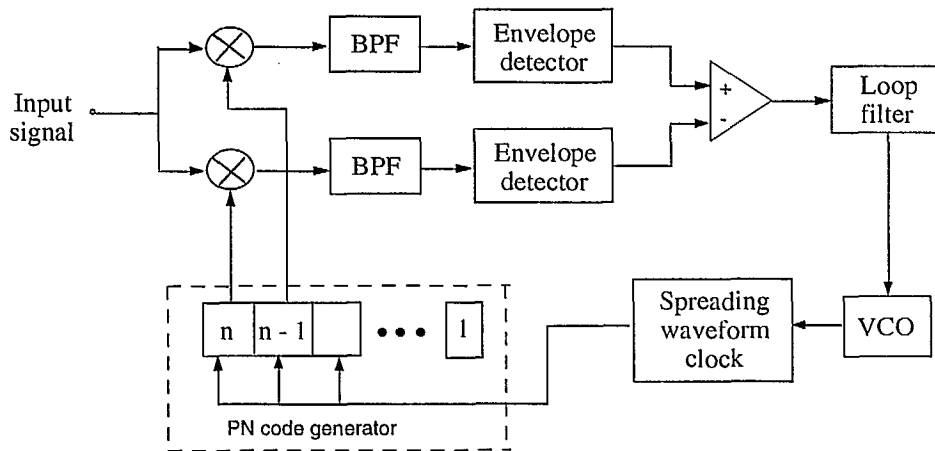 BPF
Envelope
detector
Input
signal
+
-
Loop
filter
BPF
Envelope
detector
n
n - 1
•••
1
Spreading
waveform
clock
VCO
PN code generator